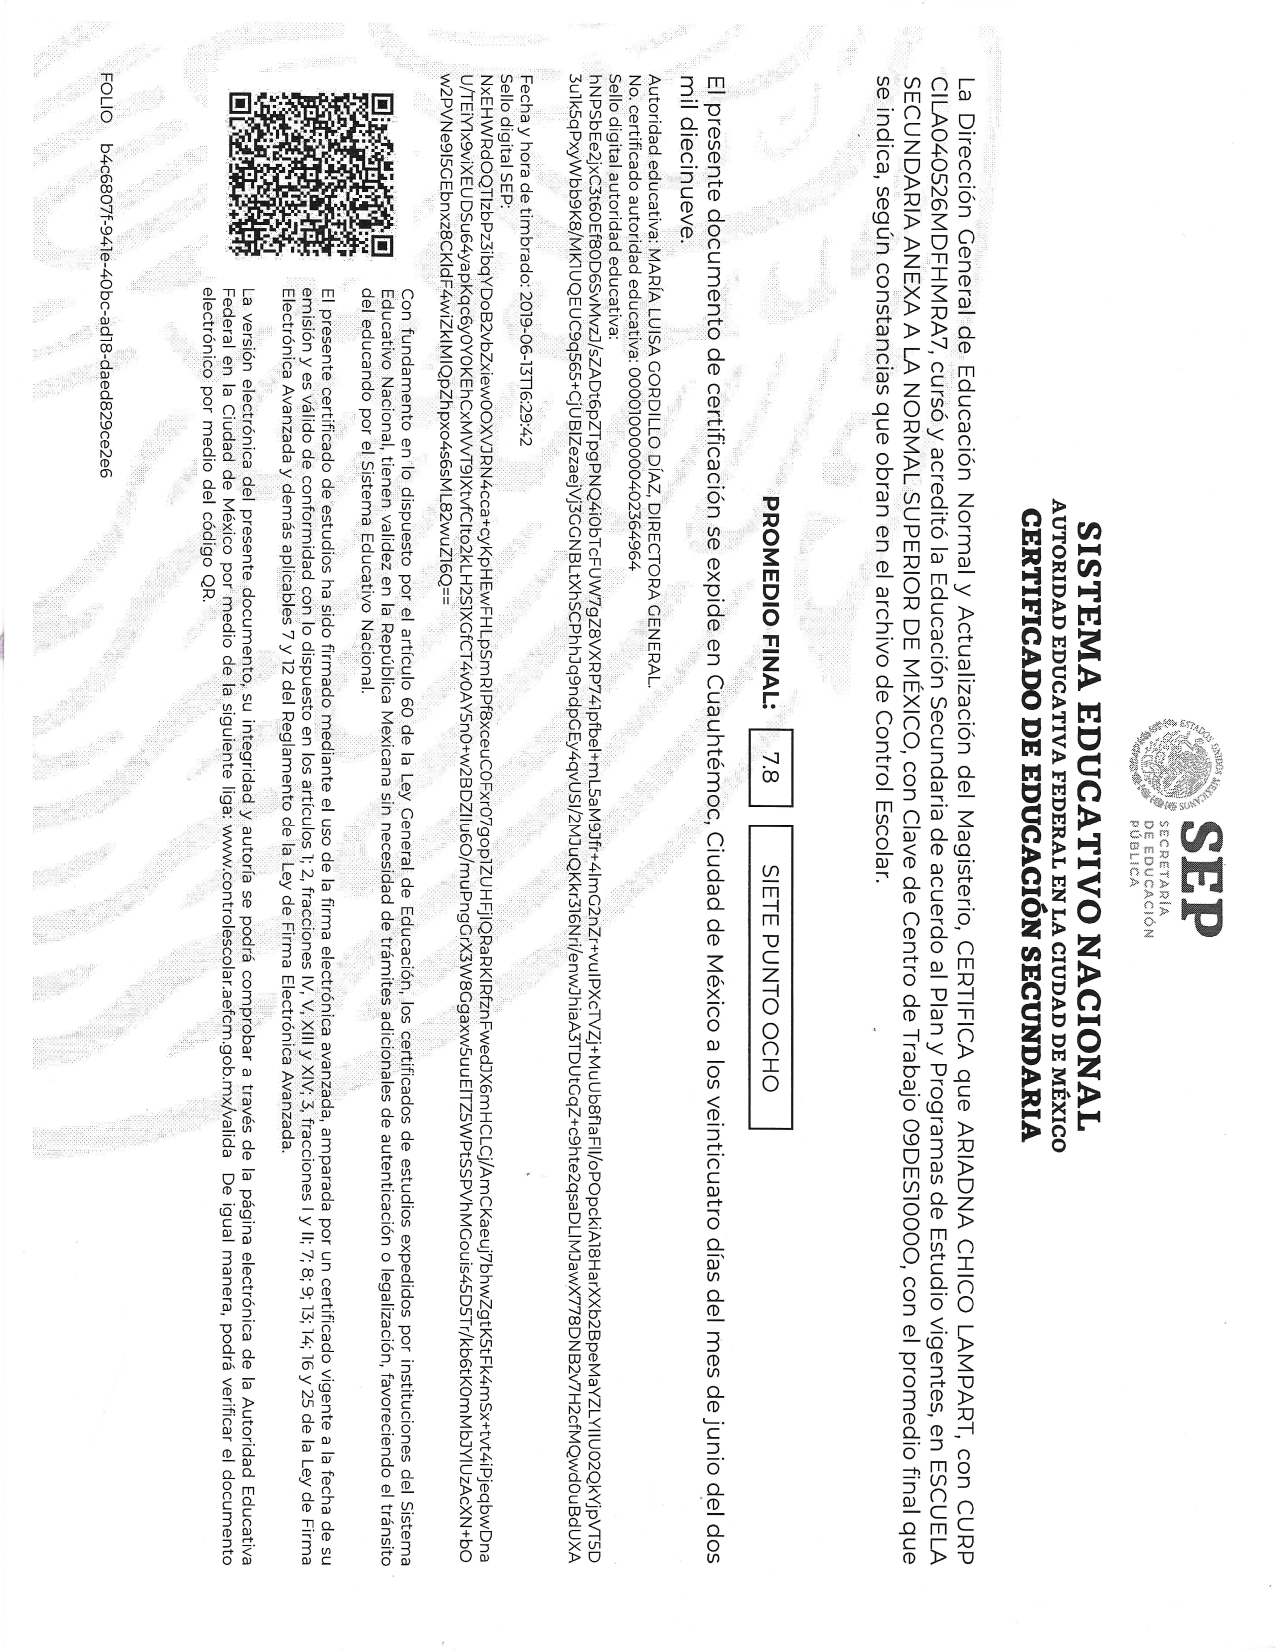 ESTADOS UNIDOS MEXICANOS
SEP
SECRETARÍA
DE EDUCACIÓN
PÚBLICA
SISTEMA EDUCATIVO NACIONAL
AUTORIDAD EDUCATIVA FEDERAL EN LA CIUDAD DE MÉXICO
CERTIFICADO DE EDUCACIÓN SECUNDARIA
La Dirección General de Educación Normal y Actualización del Magisterio, CERTIFICA que ARIADNA CHICO LAMPART, con CURP
CILA040526MDFHMRA7, cursó y acreditó la Educación Secundaria de acuerdo al Plan y Programas de Estudio vigentes, en ESCUELA
SECUNDARIA ANEXA A LA NORMAL SUPERIOR DE MÉXICO, con Clave de Centro de Trabajo 09DES1000O, con el promedio final que
se indica, según constancias que obran en el archivo de Control Escolar.
PROMEDIO FINAL: 7.8 SIETE PUNTO OCHO
El presente documento de certificación se expide en Cuauhtémoc, Ciudad de México a los veinticuatro días del mes de junio del dos
mil diecinueve.
Autoridad educativa: MARÍA LUISA GORDILLO DÍAZ, DIRECTORA GENERAL.
No. certificado autoridad educativa: 00001000000402364964
Sello digital autoridad educativa:
hNPSbEe2jxC3t60Ef80D6SvMvzJ/sZADt6pZTpgPNQ4i0bTcFUW7gZ8VXRP741pfbeI+mL5aM9Jfr+4lmG2nZr+vuIPXcTVZj+MuUb8f1aFII/oPOpckiA18HarXXb2BpeMaYZLYIIU02QkYjpVT5D
3u1k5qPxyWbb9K8/MK1UQEUC9q565+CjUBIZezaejVj3GGNBLtXhSCPhhJq9ndpGEy4qvUSI/2MJuQKkr316Nri/enwJhiaA3TDUtGqZ+c9hte2qsaDLIMJawX778DNB2v7H2cfMQwd0uBdUXA
Fecha y hora de timbrado: 2019-06-13T16:29:42
Sello digital SEP:
NxEHWRdOQTIzbPz3ibqYDoB2vbZxiew0OXVJRN4cca+cyKpHEwFHLpSmRIPf8xceuC0Fxr07gop1ZUHFjIQRaRKIRfznFwedJX6mHCLCj/AmCKaeuj7bhwZgtK5tFk4mSx+tvt4iPjeqbwDna
U/TEiY1x9viXEUDSu64yapKqc6y0Y0KEhCxMVvT9IXtvfCIto2kLH2S1XGfCT4v0AY5n0+w2BDZIIu6O/muPngGrX3W8Ggaxw5uuEITZ5WPtSSPVhMGouis45D5Tr/kb6tK0mMbJYIUzAcXN+bO
w2PVNe9I5GEbnxz8CKldF4wiZkIMIQpZhpxo4s6sML82wuZ16Q==
Con fundamento en lo dispuesto por el artículo 60 de la Ley General de Educación, los certificados de estudios expedidos por instituciones del Sistema
Educativo Nacional, tienen validez en la República Mexicana sin necesidad de trámites adicionales de autenticación o legalización, favoreciendo el tránsito
del educando por el Sistema Educativo Nacional.
El presente certificado de estudios ha sido firmado mediante el uso de la firma electrónica avanzada, amparada por un certificado vigente a la fecha de su
emisión y es válido de conformidad con lo dispuesto en los artículos 1; 2, fracciones IV, V, XIII y XIV; 3, fracciones I y II; 7; 8; 9; 13; 14; 16 y 25 de la Ley de Firma
Electrónica Avanzada y demás aplicables 7 y 12 del Reglamento de la Ley de Firma Electrónica Avanzada.
La versión electrónica del presente documento, su integridad y autoría se podrá comprobar a través de la página electrónica de la Autoridad Educativa
Federal en la Ciudad de México por medio de la siguiente liga: www.controlescolar.aefcm.gob.mx/valida De igual manera, podrá verificar el documento
electrónico por medio del código QR.
FOLIO b4c6807f-941e-40bc-ad18-daed829ce2e6